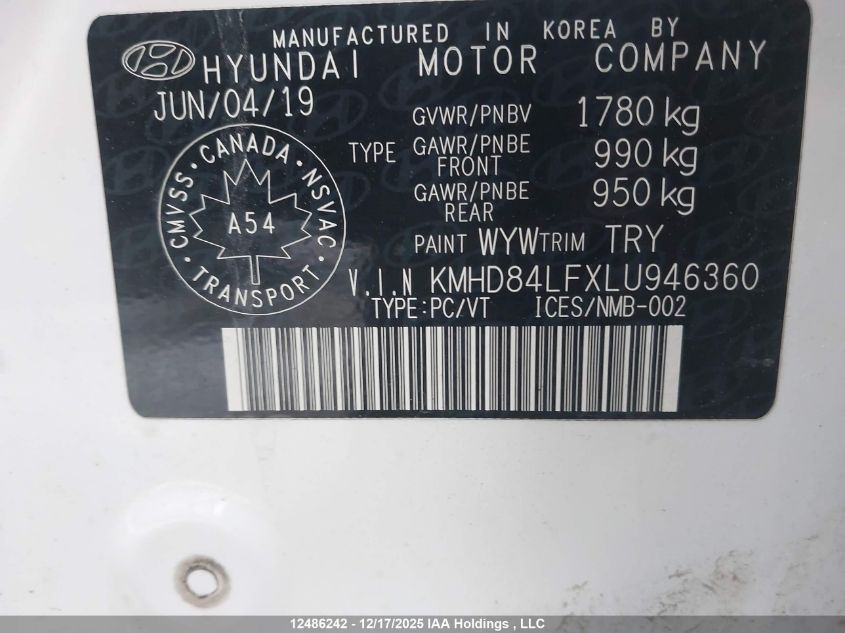 MANUFACTURED IN KOREA BY
HYUNDAI MOTOR COMPANY
JUN/04/19
GVWR/PNBV 1780 kg
TYPE GAWR/PNBE FRONT 990 kg
GAWR/PNBE REAR 950 kg
PAINT WYW TRIM TRY
V.I.N KMHD84LFXLU946360
TYPE:PC/VT ICES/NMB-002
CMVSS · CANADA · NSVAC
A54
TRANSPORT
12486242 - 12/17/2025 IAA Holdings , LLC